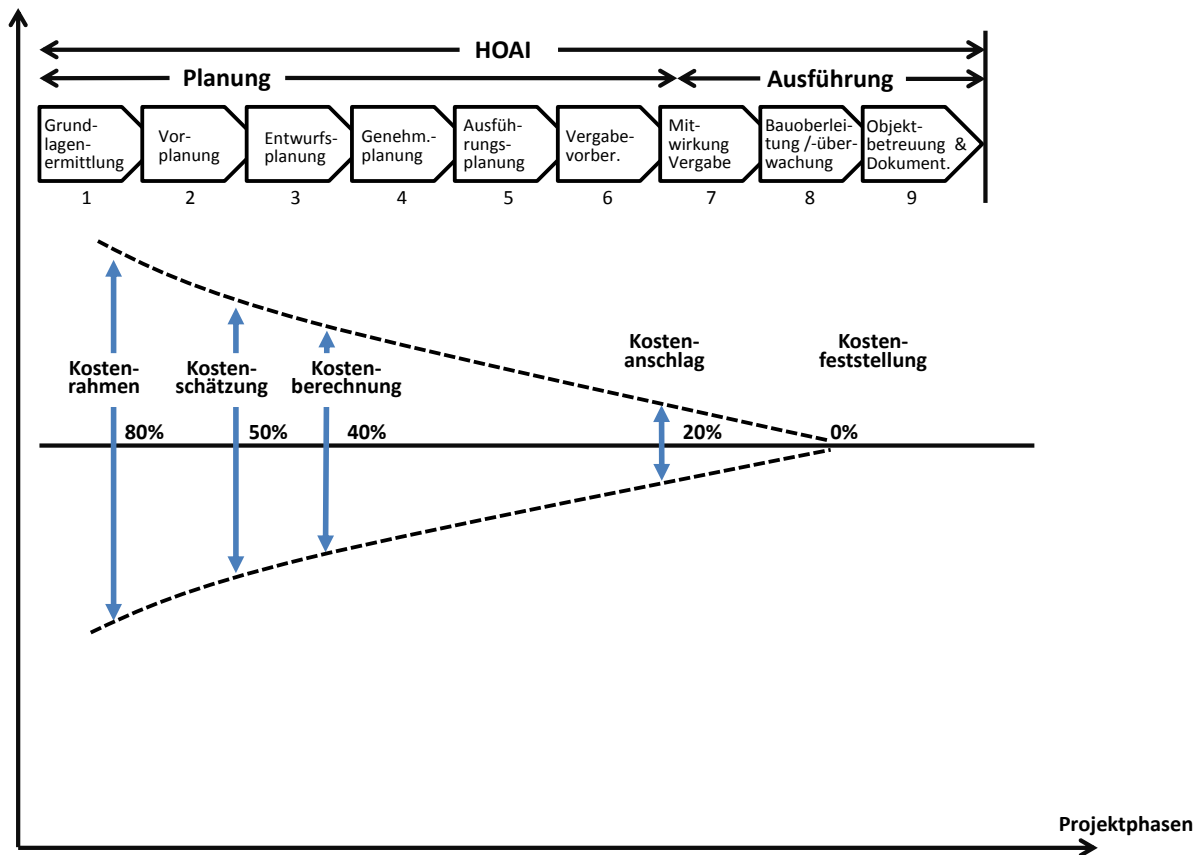 HOAI
Planung
Ausführung
Grund-
lagen-
ermittlung
Vor-
planung
Entwurfs-
planung
Genehm.-
planung
Ausfüh-
rungs-
planung
Vergabe-
vorber.
Mit-
wirkung
Vergabe
Bauoberlei-
tung /-über-
wachung
Objekt-
betreuung &
Dokument.
1
2
3
4
5
6
7
8
9
Kosten-
rahmen
Kosten-
schätzung
Kosten-
berechnung
Kosten-
anschlag
Kosten-
feststellung
80%
50%
40%
20%
0%
Projektphasen